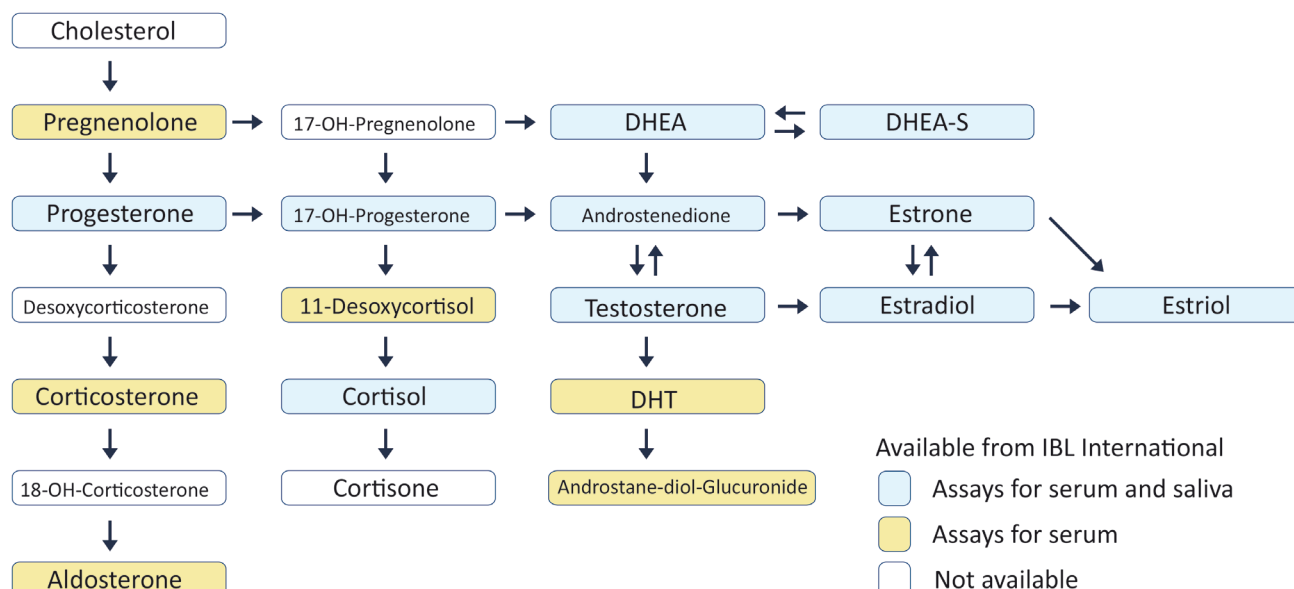 Cholesterol
Pregnenolone
17-OH-Pregnenolone
DHEA
DHEA-S
Progesterone
17-OH-Progesterone
Androstenedione
Estrone
Desoxycorticosterone
11-Desoxycortisol
Testosterone
Estradiol
Estriol
Corticosterone
Cortisol
DHT
18-OH-Corticosterone
Cortisone
Androstane-diol-Glucuronide
Aldosterone
Available from IBL International
Assays for serum and saliva
Assays for serum
Not available